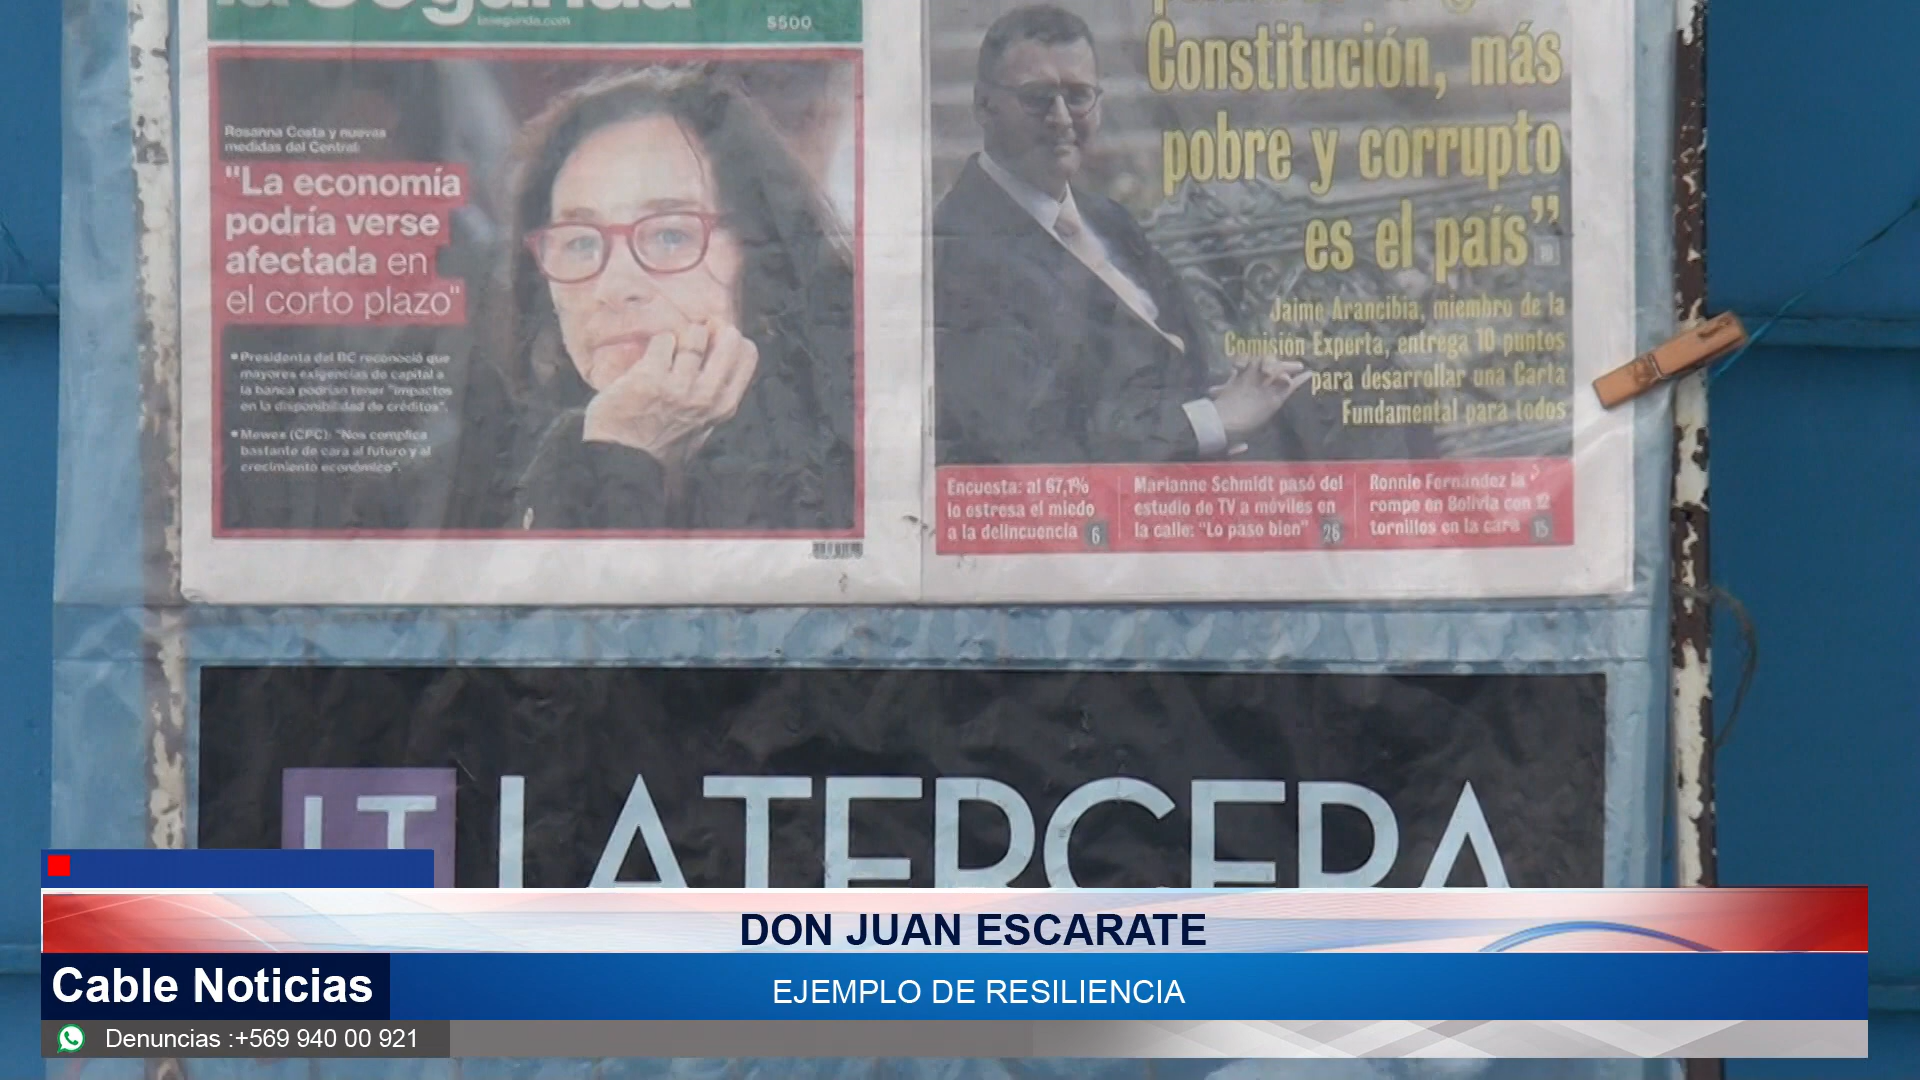 la Segunda
lasegunda.com
$500
Rosanna Costa y nuevas
medidas del Central:
"La economía
podría verse
afectada en
el corto plazo"
Presidenta del BC reconoció que
mayores exigencias de capital a
la banca podrían tener "impactos
en la disponibilidad de créditos".
Mewes (CPC): "Nos complica
bastante de cara al futuro y al
crecimiento económico".
Constitución, más
pobre y corrupto
es el país”
Jaime Arancibia, miembro de la
Comisión Experta, entrega 10 puntos
para desarrollar una Carta
Fundamental para todos
Encuesta: al 67,1%
lo estresa el miedo
a la delincuencia 6
Marianne Schmidt pasó del
estudio de TV a móviles en
la calle: "Lo paso bien" 26
Ronnie Fernández la
rompe en Bolivia con 12
tornillos en la cara 15
LT LATERCERA
DON JUAN ESCARATE
Cable Noticias
EJEMPLO DE RESILIENCIA
Denuncias :+569 940 00 921